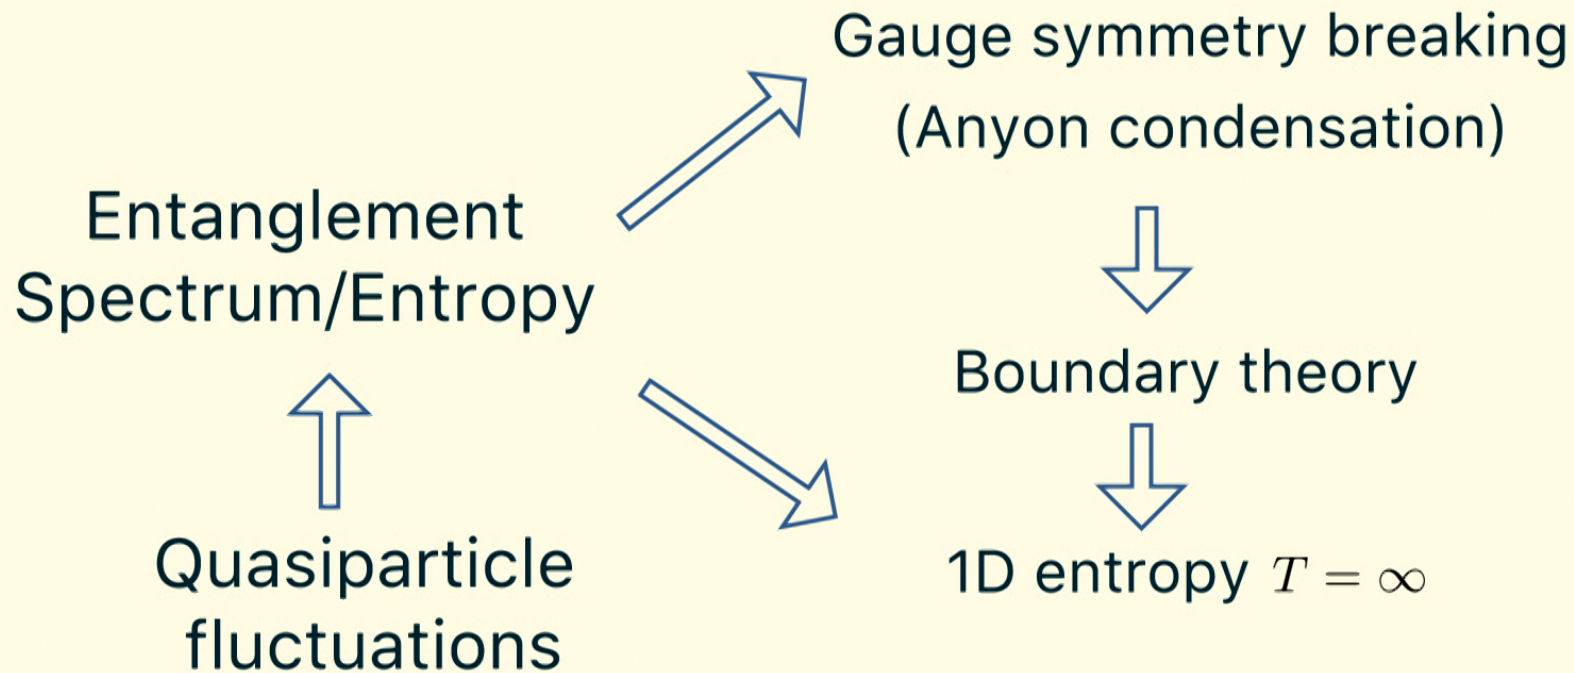 Gauge symmetry breaking
(Anyon condensation)
Entanglement
Spectrum/Entropy
Boundary theory
Quasiparticle
fluctuations
1D entropy T = ∞